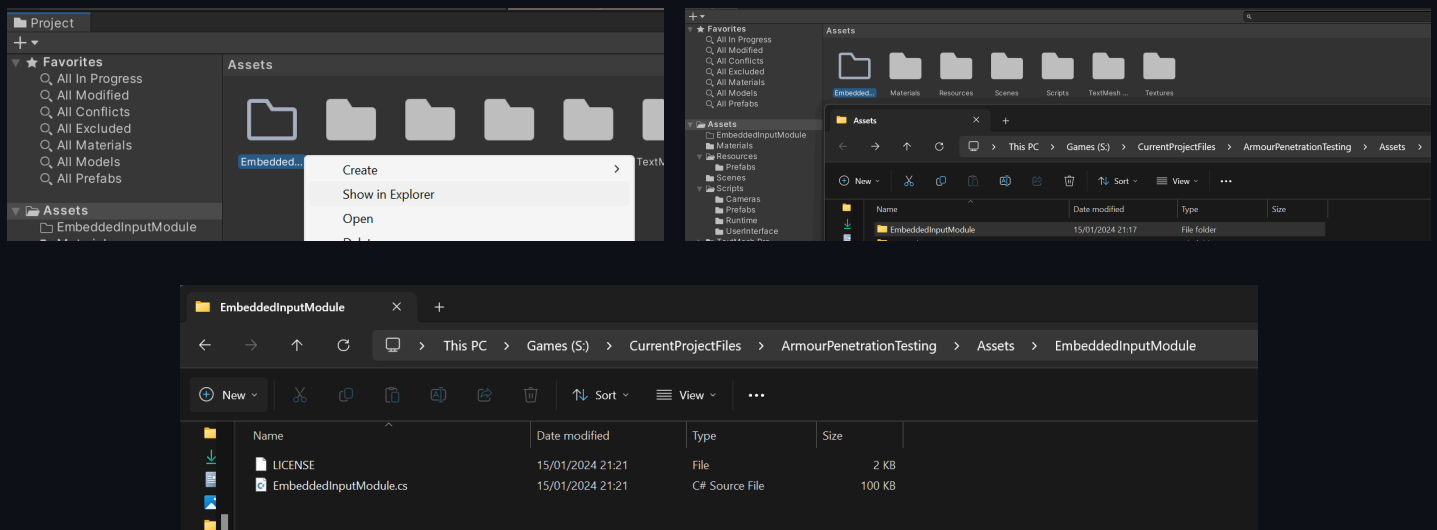 Project
Favorites
All In Progress
All Modified
All Conflicts
All Excluded
All Materials
All Models
All Prefabs
Assets
EmbeddedInputModule
Assets
Embedded...
Create
Show in Explorer
Open
Favorites
All In Progress
All Modified
All Conflicts
All Excluded
All Materials
All Models
All Prefabs
Assets
EmbeddedInputModule
Materials
Resources
Prefabs
Scenes
Scripts
Cameras
Prefabs
Runtime
UserInterface
Assets
Embedded... Materials Resources Scenes Scripts TextMesh ... Textures
Assets
This PC > Games (S:) > CurrentProjectFiles > ArmourPenetrationTesting > Assets >
New Sort View ...
Name Date modified Type Size
EmbeddedInputModule 15/01/2024 21:17 File folder
EmbeddedInputModule
This PC > Games (S:) > CurrentProjectFiles > ArmourPenetrationTesting > Assets > EmbeddedInputModule
New Sort View ...
Name Date modified Type Size
LICENSE 15/01/2024 21:21 File 2 KB
EmbeddedInputModule.cs 15/01/2024 21:21 C# Source File 100 KB